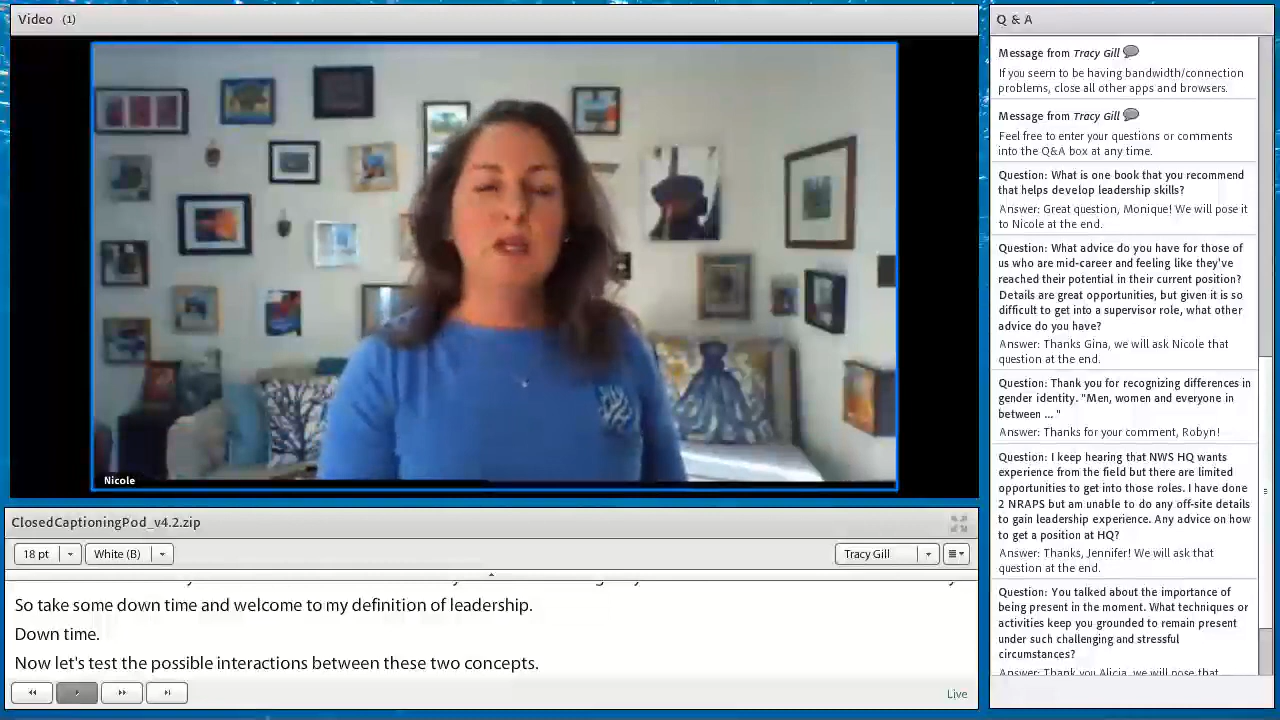 Video (1)
Nicole
ClosedCaptioningPod_v4.2.zip
18 pt
White (B)
Tracy Gill
So take some down time and welcome to my definition of leadership.
Down time.
Now let's test the possible interactions between these two concepts.
Live
Q & A
Message from Tracy Gill
If you seem to be having bandwidth/connection
problems, close all other apps and browsers.
Message from Tracy Gill
Feel free to enter your questions or comments
into the Q&A box at any time.
Question: What is one book that you recommend
that helps develop leadership skills?
Answer: Great question, Monique! We will pose it
to Nicole at the end.
Question: What advice do you have for those of
us who are mid-career and feeling like they've
reached their potential in their current position?
Details are great opportunities, but given it is so
difficult to get into a supervisor role, what other
advice do you have?
Answer: Thanks Gina, we will ask Nicole that
question at the end.
Question: Thank you for recognizing differences in
gender identity. "Men, women and everyone in
between ... "
Answer: Thanks for your comment, Robyn!
Question: I keep hearing that NWS HQ wants
experience from the field but there are limited
opportunities to get into those roles. I have done
2 NRAPS but am unable to do any off-site details
to gain leadership experience. Any advice on how
to get a position at HQ?
Answer: Thanks, Jennifer! We will ask that
question at the end.
Question: You talked about the importance of
being present in the moment. What techniques or
activities keep you grounded to remain present
under such challenging and stressful
circumstances?
Answer: Thank you Alicia, we will pose that